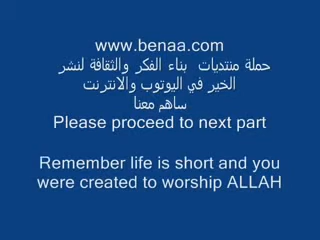 www.benaa.com
حملة منتديات بناء الفكر والثقافة لنشر
الخير في اليوتوب والانترنت
ساهم معنا
Please proceed to next part
Remember life is short and you
were created to worship ALLAH